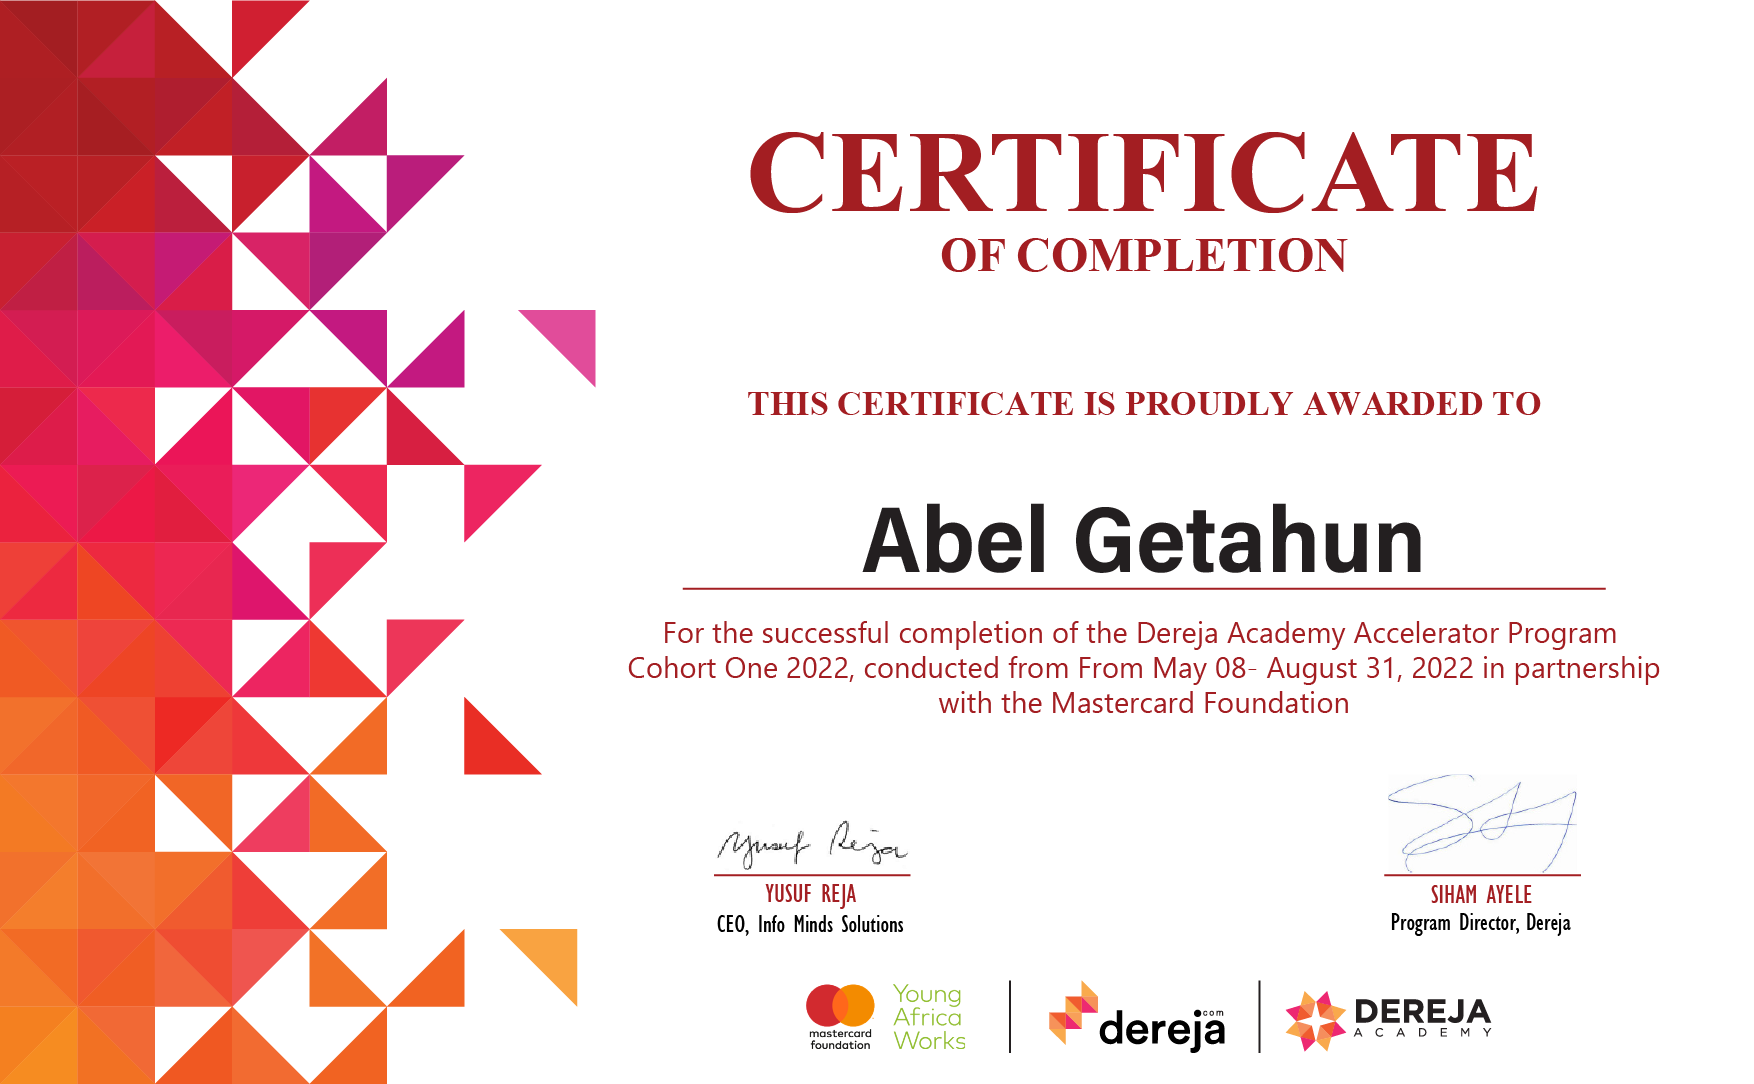 CERTIFICATE
OF COMPLETION
THIS CERTIFICATE IS PROUDLY AWARDED TO
Abel Getahun
For the successful completion of the Dereja Academy Accelerator Program
Cohort One 2022, conducted from From May 08- August 31, 2022 in partnership
with the Mastercard Foundation
Yusuf Reja
YUSUF REJA
CEO, Info Minds Solutions
SIHAM AYELE
Program Director, Dereja
mastercard
foundation
Young
Africa
Works
dereja
com
DEREJA
ACADEMY